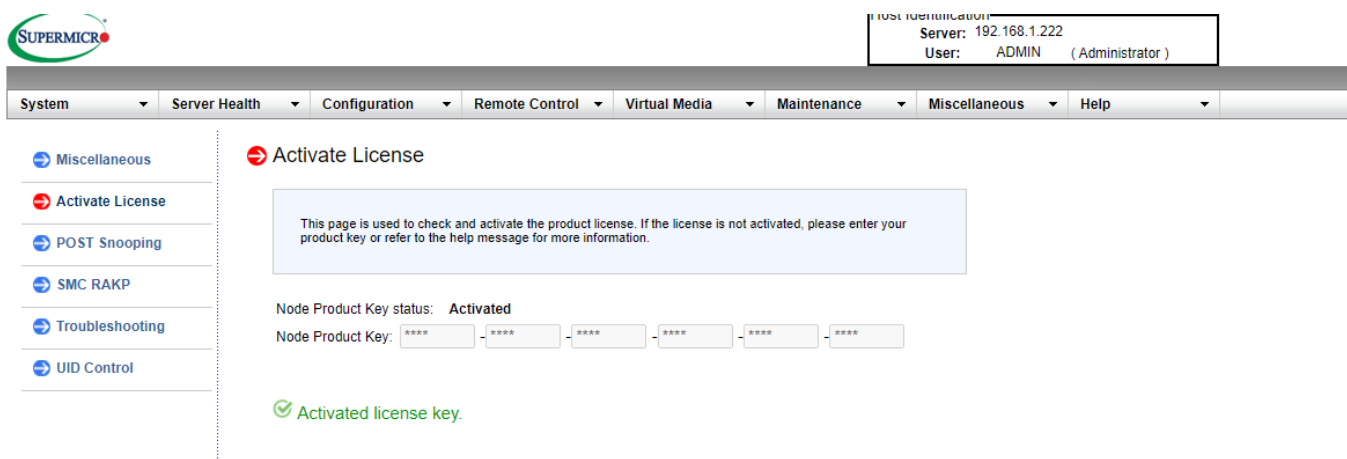 Host Identification
Server: 192.168.1.222
User: ADMIN ( Administrator )
SUPERMICR
System Server Health Configuration Remote Control Virtual Media Maintenance Miscellaneous Help
Miscellaneous
Activate License
POST Snooping
SMC RAKP
Troubleshooting
UID Control
Activate License
This page is used to check and activate the product license. If the license is not activated, please enter your
product key or refer to the help message for more information.
Node Product Key status: Activated
Node Product Key: **** - **** - **** - **** - **** - ****
Activated license key.